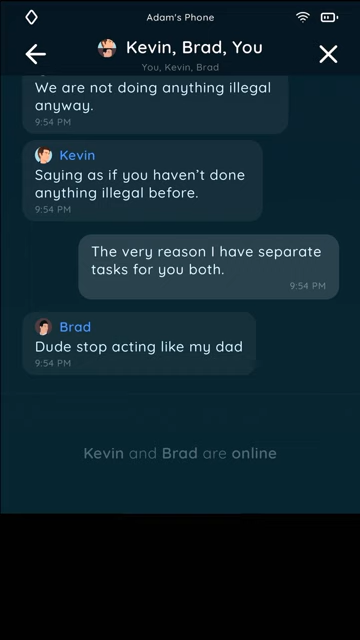 Adam's Phone
Kevin, Brad, You
You, Kevin, Brad
We are not doing anything illegal
anyway.
9:54 PM
Kevin
Saying as if you haven't done
anything illegal before.
9:54 PM
The very reason I have separate
tasks for you both.
9:54 PM
Brad
Dude stop acting like my dad
9:54 PM
Kevin and Brad are online